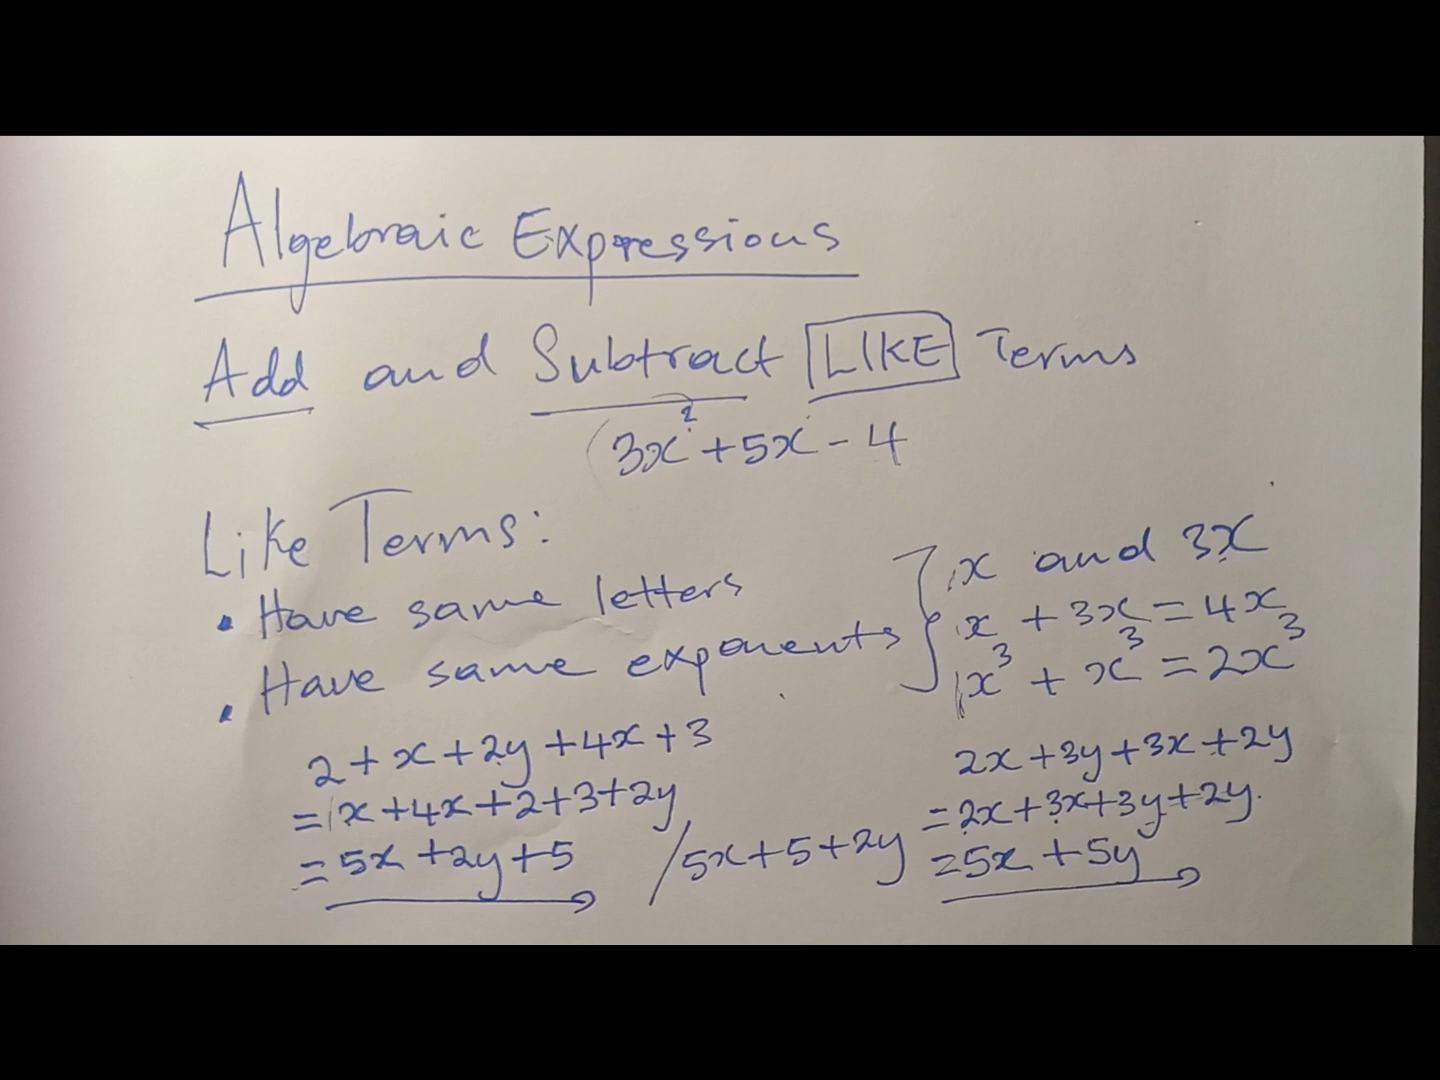 Algebraic Expressions
Add and Subtract LIKE Terms
3x² + 5x - 4
Like Terms:
• Have same letters
• Have same exponents
x and 3x
x + 3x = 4x
x³ + x³ = 2x³
2 + x + 2y + 4x + 3
= x + 4x + 2 + 3 + 2y
= 5x + 2y + 5 / 5x + 5 + 2y
2x + 3y + 3x + 2y
= 2x + 3x + 3y + 2y.
= 5x + 5y